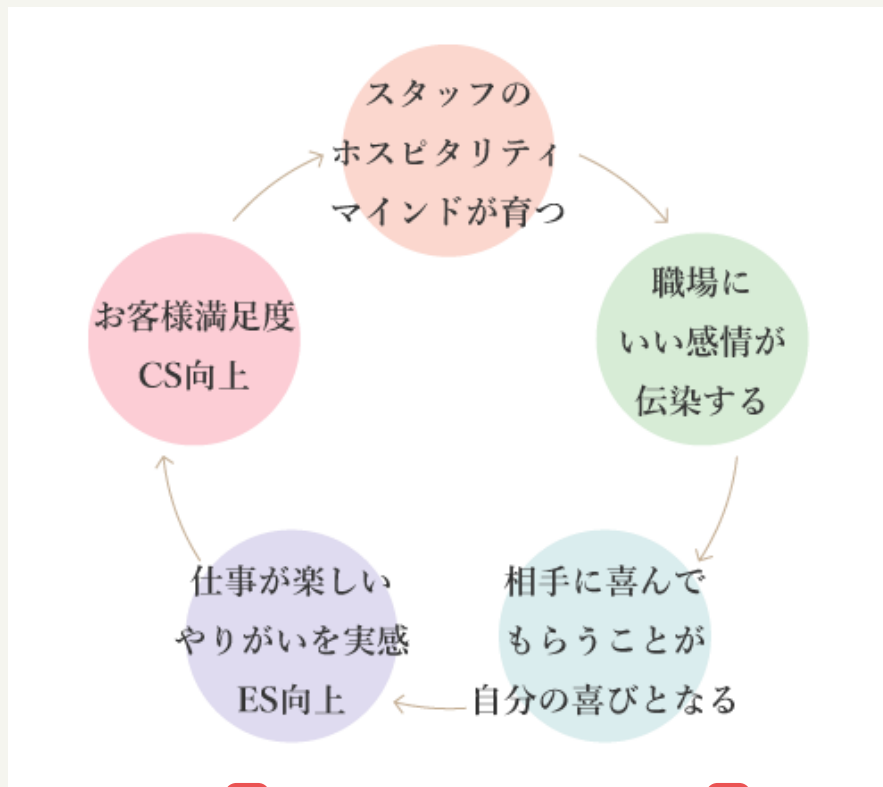 スタッフの
ホスピタリティ
マインドが育つ
職場に
いい感情が
伝染する
相手に喜んで
もらうことが
自分の喜びとなる
仕事が楽しい
やりがいを実感
ES向上
お客様満足度
CS向上